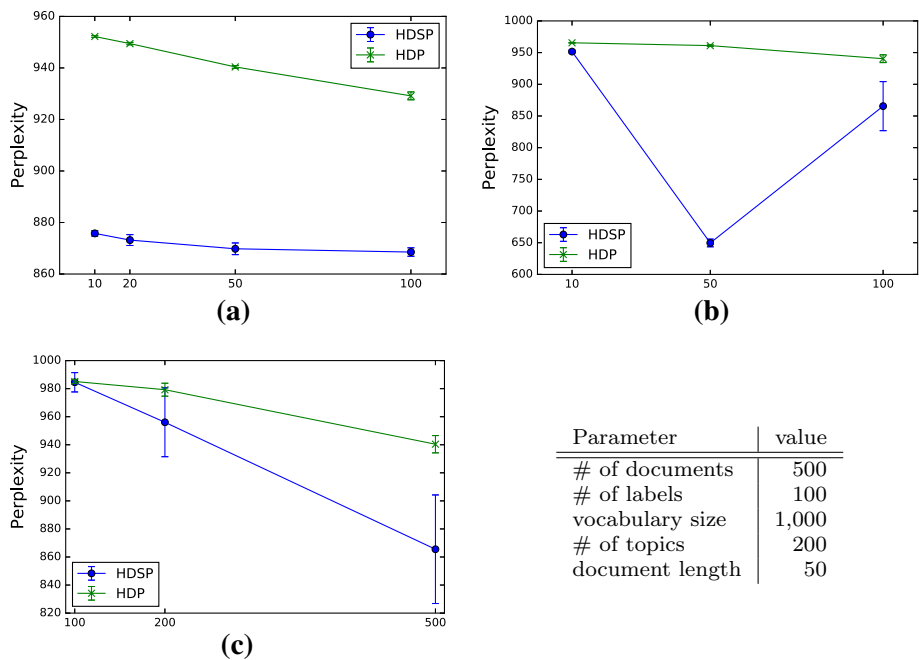 960
940
920
900
880
860
Perplexity
HDSP
HDP
10 20 50 100
(a)
1000
950
900
850
800
750
700
650
600
Perplexity
HDSP
HDP
10 50 100
(b)
1000
980
960
940
920
900
880
860
840
820
Perplexity
HDSP
HDP
100 200 500
(c)
Parameter value
# of documents 500
# of labels 100
vocabulary size 1,000
# of topics 200
document length 50